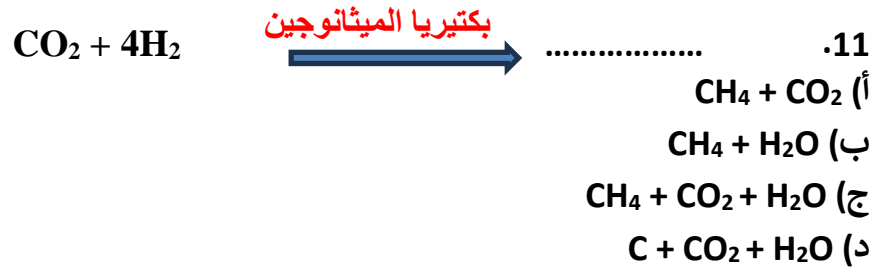 بكتيريا الميثانوجين
11. ……………… CO₂ + 4H₂
أ) CH₄ + CO₂
ب) CH₄ + H₂O
ج) CH₄ + CO₂ + H₂O
د) C + CO₂ + H₂O